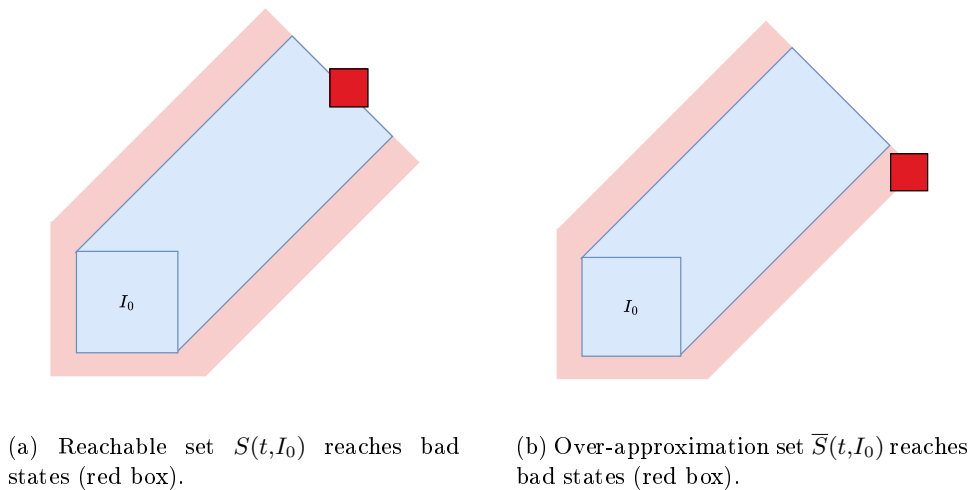 I₀
I₀
(a) Reachable set S(t,I₀) reaches bad
states (red box).
(b) Over-approximation set S̅(t,I₀) reaches
bad states (red box).